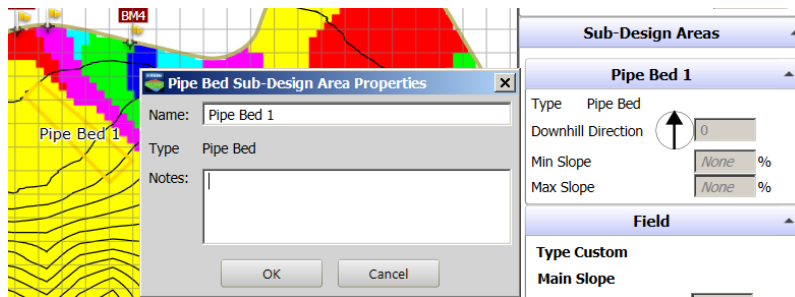 BM4
Pipe Bed 1
Pipe Bed Sub-Design Area Properties
Name: Pipe Bed 1
Type Pipe Bed
Notes:
OK Cancel
Sub-Design Areas
Pipe Bed 1
Type Pipe Bed
Downhill Direction 0
Min Slope None %
Max Slope None %
Field
Type Custom
Main Slope